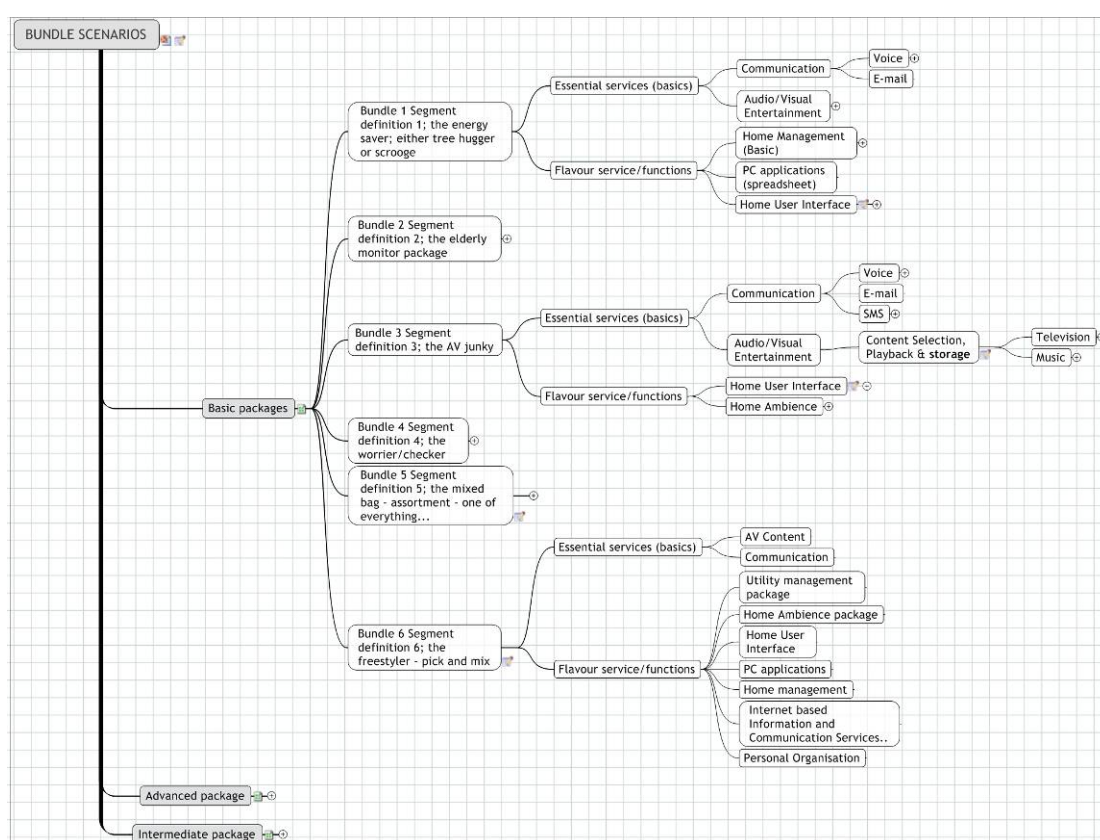 BUNDLE SCENARIOS
Bundle 1 Segment
definition 1; the energy
saver; either tree hugger
or scrooge
Essential services (basics)
Communication
Voice
E-mail
Audio/Visual
Entertainment
Flavour service/functions
Home Management
(Basic)
PC applications
(spreadsheet)
Home User Interface
Bundle 2 Segment
definition 2; the elderly
monitor package
Bundle 3 Segment
definition 3; the AV junky
Essential services (basics)
Communication
Voice
E-mail
SMS
Audio/Visual
Entertainment
Content Selection,
Playback & storage
Television
Music
Flavour service/functions
Home User Interface
Home Ambience
Basic packages
Bundle 4 Segment
definition 4; the
worrier/checker
Bundle 5 Segment
definition 5; the mixed
bag - assortment - one of
everything...
Bundle 6 Segment
definition 6; the
freestyler - pick and mix
Essential services (basics)
AV Content
Communication
Flavour service/functions
Utility management
package
Home Ambience package
Home User
Interface
PC applications
Home management
Internet based
Information and
Communication Services..
Personal Organisation
Advanced package
Intermediate package